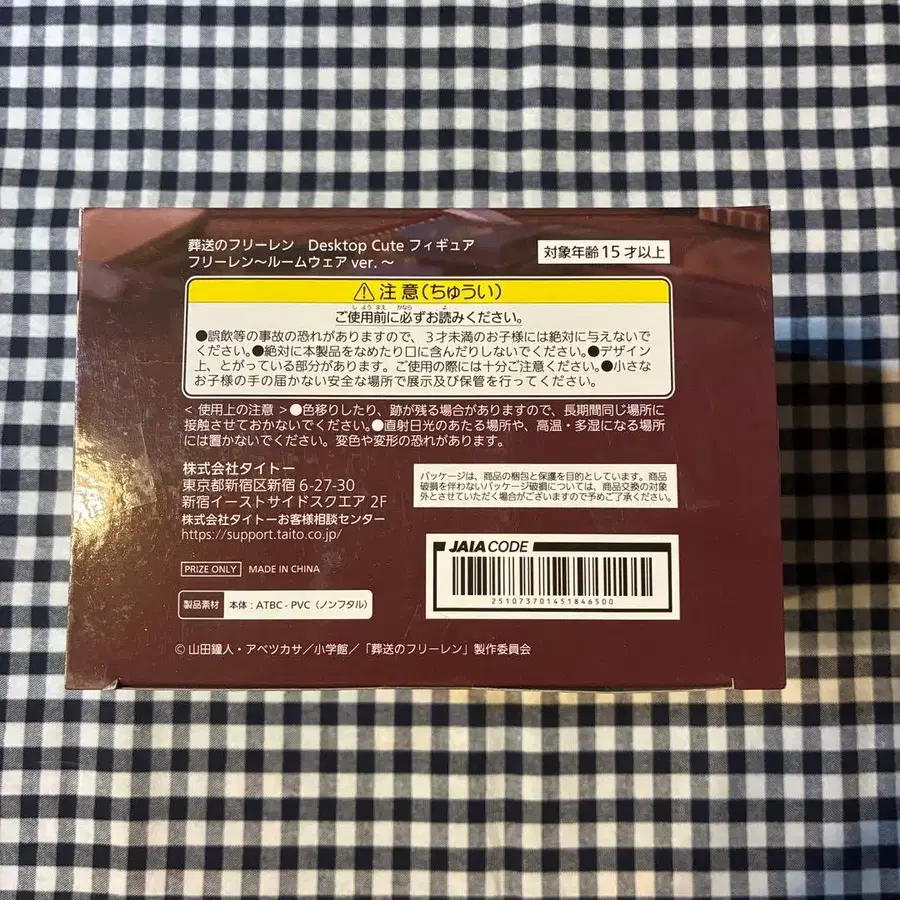 葬送のフリーレン Desktop Cute フィギュア
フリーレン～ルームウェア ver.～
対象年齢15才以上
⚠注意(ちゅうい)
ご使用前に必ずお読みください。
しようまえ かなら よ
●誤飲等の事故の恐れがありますので、３才未満のお子様には絶対に与えないで
ください。●絶対に本製品をなめたり口に含んだりしないでください。●デザイン
上、とがっている部分があります。ご使用の際には十分ご注意ください。●小さな
お子様の手の届かない安全な場所で展示及び保管を行ってください。
< 使用上の注意 >●色移りしたり、跡が残る場合がありますので、長期間同じ場所に
接触させておかないでください。●直射日光のあたる場所や、高温・多湿になる場所
には置かないでください。変色や変形の恐れがあります。
株式会社タイトー
東京都新宿区新宿 6-27-30
新宿イーストサイドスクエア 2F
株式会社タイトーお客様相談センター
https://support.taito.co.jp/
パッケージは、商品の梱包と保護を目的としています。商品
破損を伴わないパッケージ破損については、商品交換の対象
外とさせていただく場合がございますので予めご了承ください。
PRIZE ONLY MADE IN CHINA
JAIA CODE
251073701451846500
製品素材 本体：ATBC-PVC（ノンフタル）
© 山田鐘人・アベツカサ／小学館／「葬送のフリーレン」製作委員会